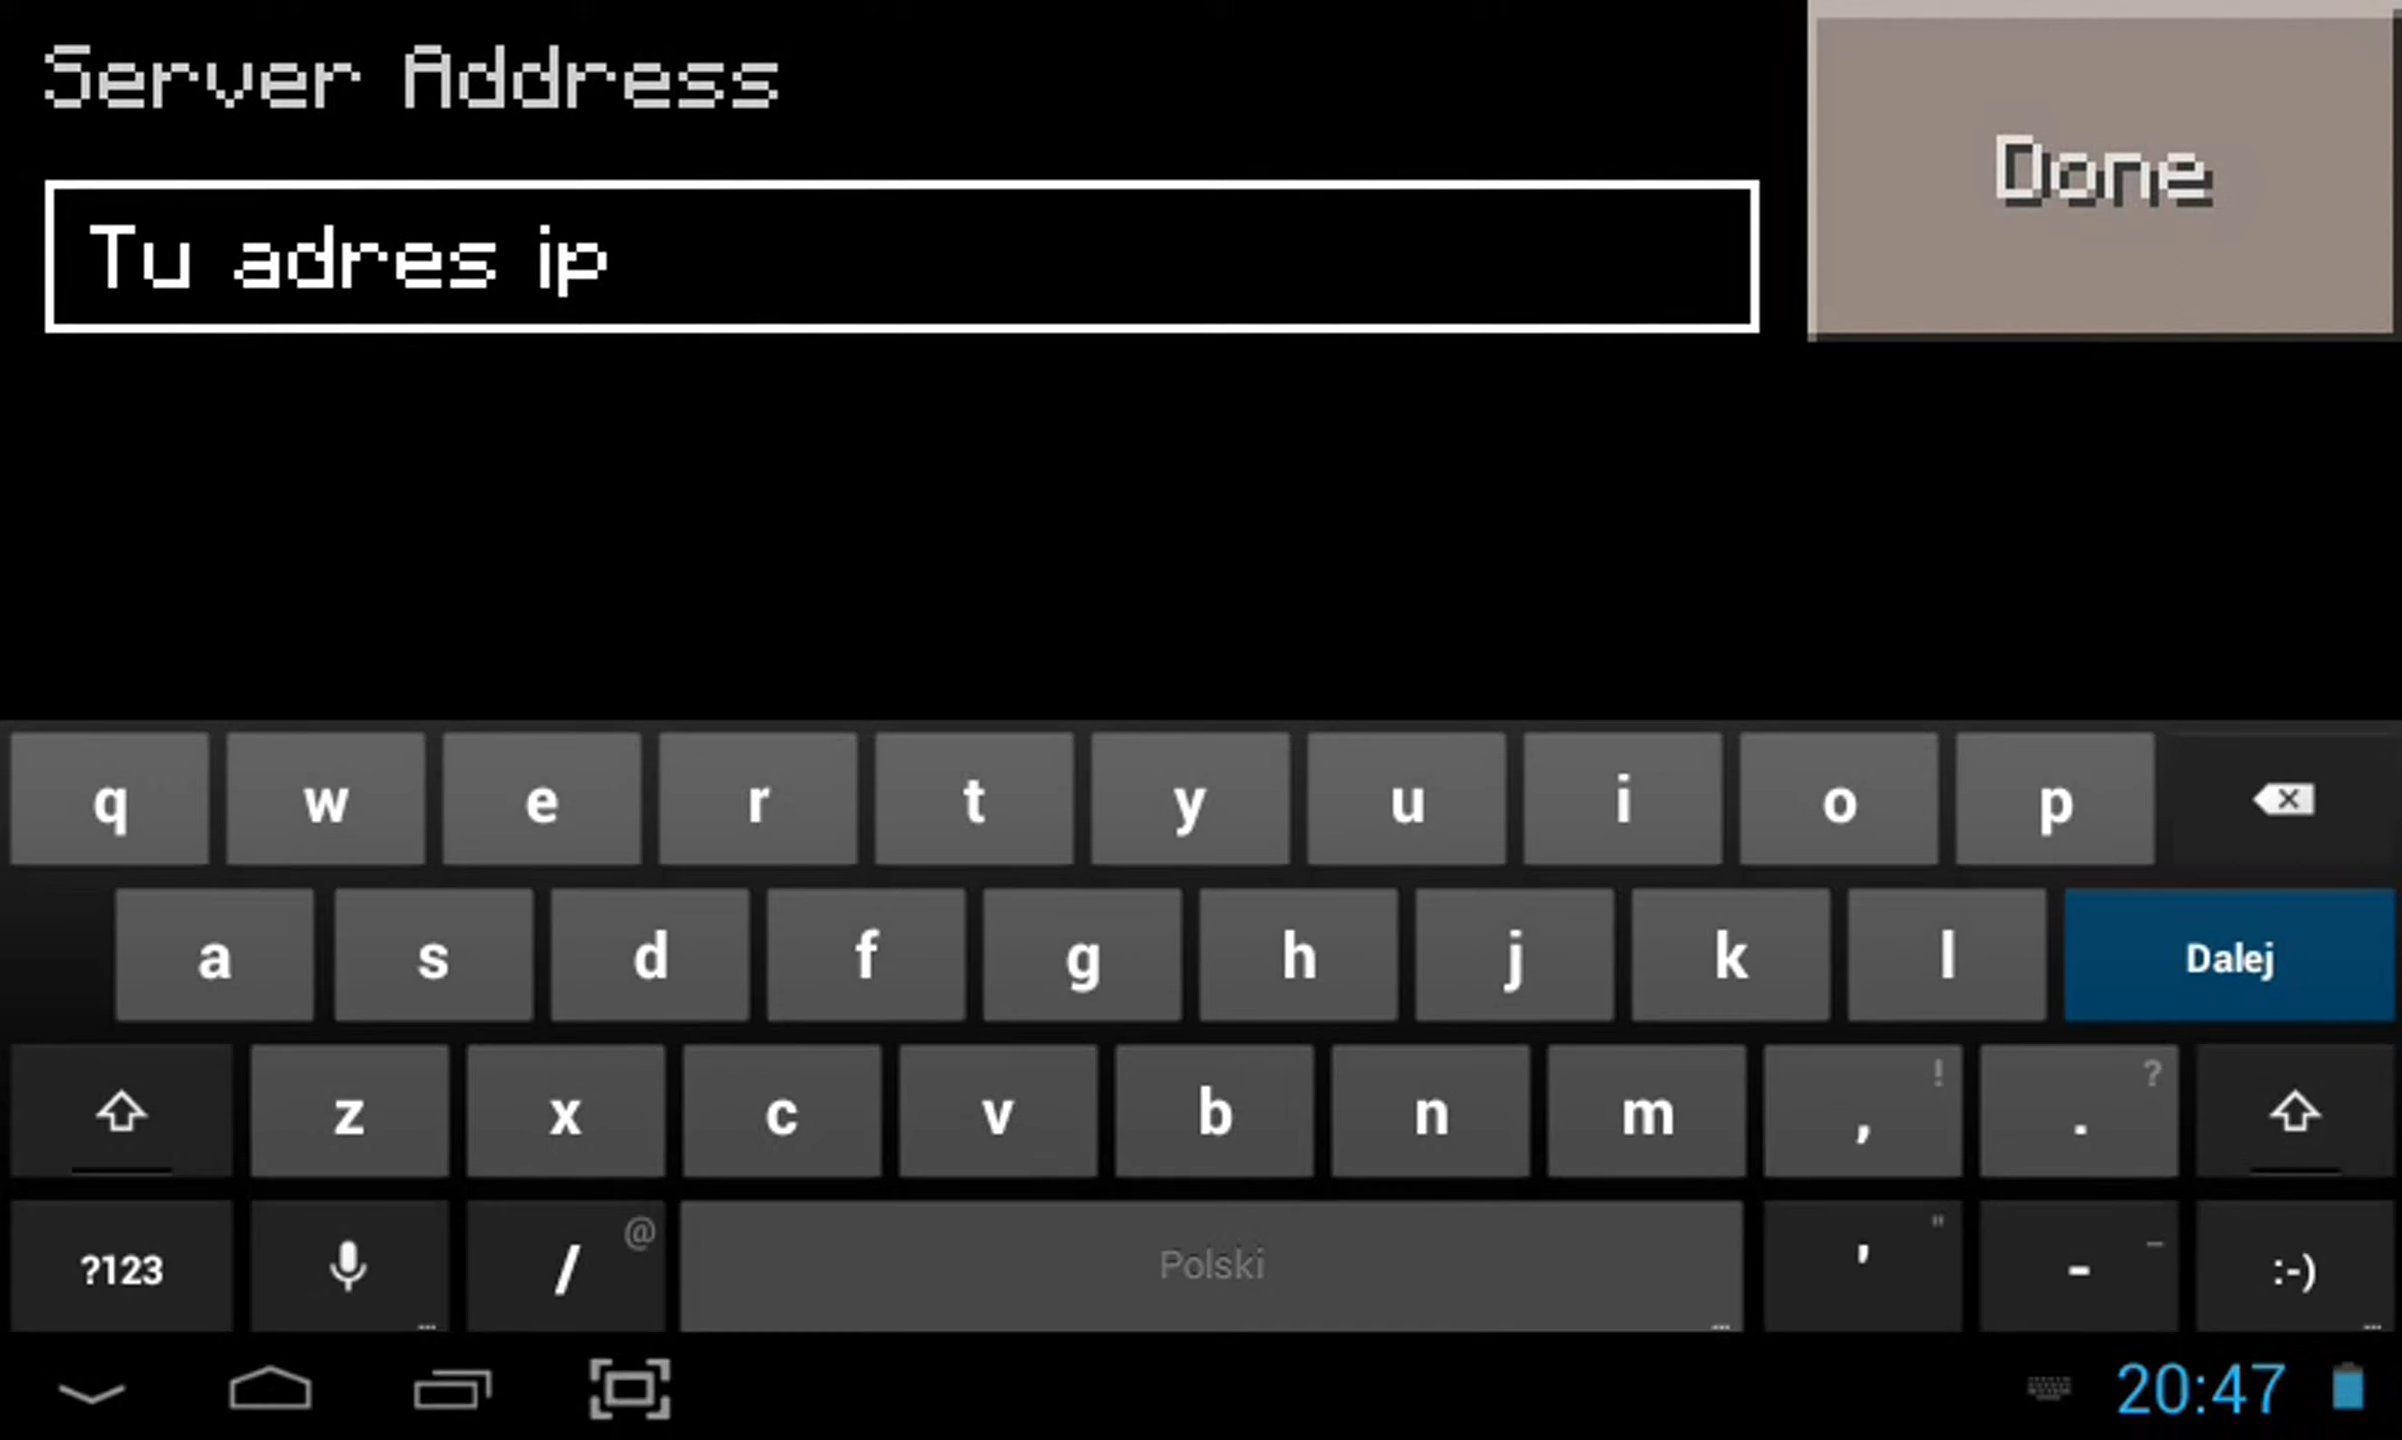 Server Address
Done
Tu adres ip
q w e r t y u i o p
a s d f g h j k l Dalej
z x c v b n m , ! . ?
?123 / @ Polski ' " - _ :-)
20:47